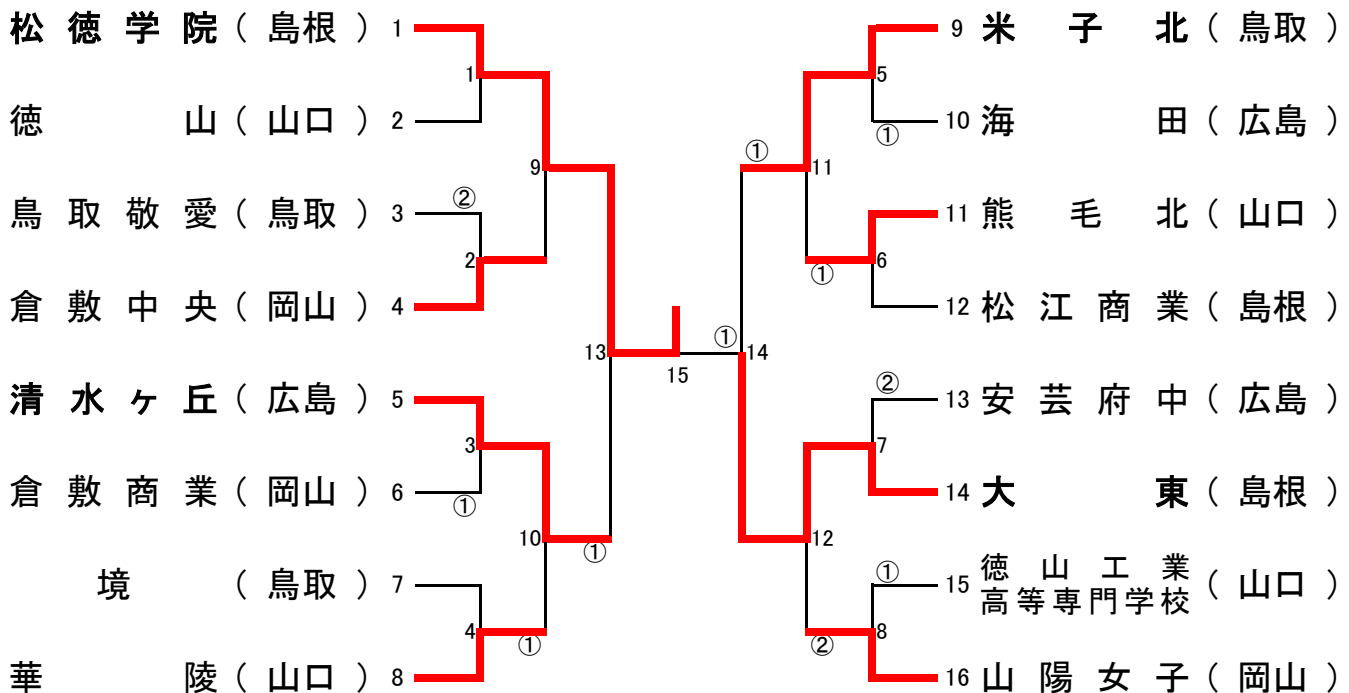 松徳学院 ( 島根 ) 1
1
徳山 ( 山口 ) 2
9
鳥取敬愛 ( 鳥取 ) 3 ②
2
倉敷中央 ( 岡山 ) 4
13
清水ヶ丘 ( 広島 ) 5
3
倉敷商業 ( 岡山 ) 6 ①
10 ①
境 ( 鳥取 ) 7
4 ①
華陵 ( 山口 ) 8
15
9 米子北 ( 鳥取 )
5
10 海田 ( 広島 )
①
① 11
11 熊毛北 ( 山口 )
6
①
12 松江商業 ( 島根 )
① 14
② 13 安芸府中 ( 広島 )
7
14 大東 ( 島根 )
12
① 15 徳山工業
高等専門学校 ( 山口 )
② 8
16 山陽女子 ( 岡山 )